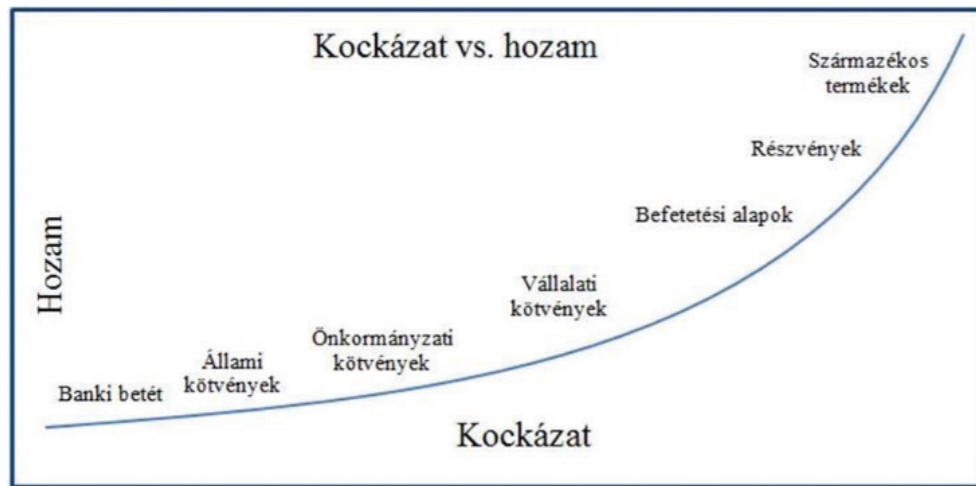 Kockázat vs. hozam
Származékos
termékek
Részvények
Befetetési alapok
Vállalati
kötvények
Önkormányzati
kötvények
Állami
kötvények
Banki betét
Hozam
Kockázat